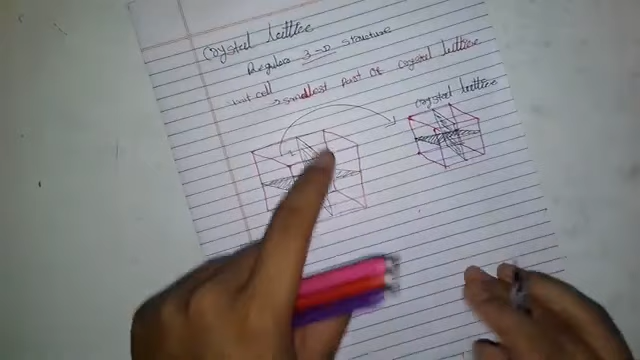 Crystal lattice
Regular 3-D structure
unit cell
→ smallest part of crystal lattice
Crystal lattice